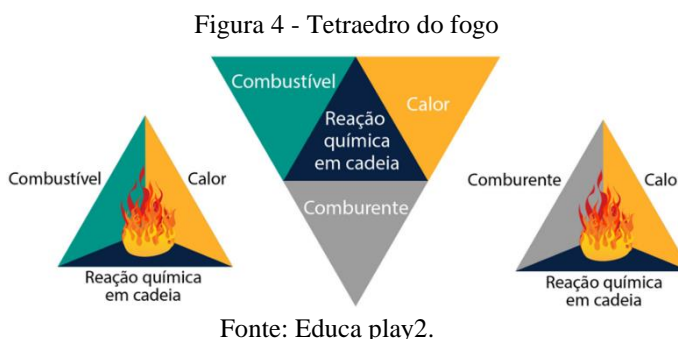 Figura 4 - Tetraedro do fogo
Combustível
Calor
Reação
química
em cadeia
Comburente
Combustível
Calor
Reação química
em cadeia
Comburente
Calo
Reação química
em cadeia
Fonte: Educa play2.